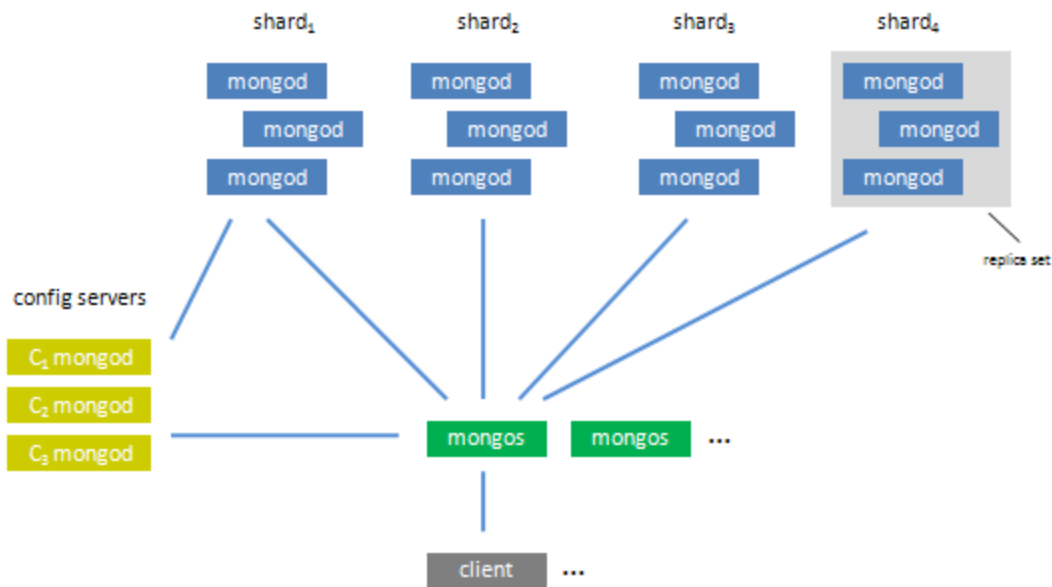 shard₁ shard₂ shard₃ shard₄
mongod mongod mongod mongod
mongod mongod mongod mongod
mongod mongod mongod mongod
replica set
config servers
C₁ mongod
C₂ mongod
C₃ mongod
mongos mongos ...
client ...